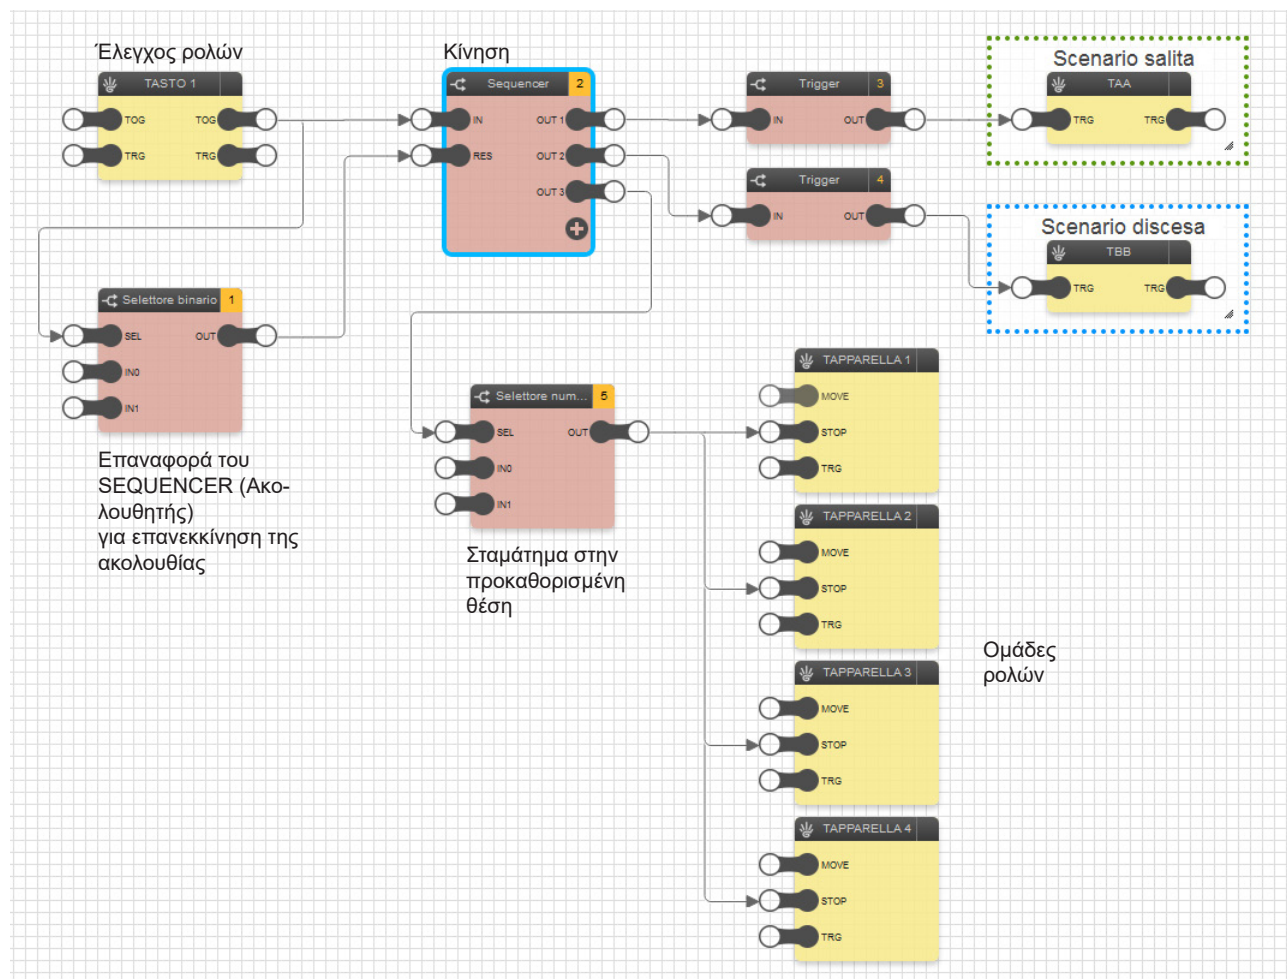 Έλεγχος ρολών
TASTO 1
TOG TOG
TRG TRG
Κίνηση
Sequencer 2
IN OUT 1
RES OUT 2
OUT 3
Trigger 3
IN OUT
Scenario salita
TAA
TRG TRG
Trigger 4
IN OUT
Scenario discesa
TBB
TRG TRG
Selettore binario 1
SEL OUT
IN0
IN1
Επαναφορά του
SEQUENCER (Ακο-
λουθητής)
για επανεκκίνηση της
ακολουθίας
Selettore num... 5
SEL OUT
IN0
IN1
Σταμάτημα στην
προκαθορισμένη
θέση
TAPPARELLA 1
MOVE
STOP
TRG
TAPPARELLA 2
MOVE
STOP
TRG
TAPPARELLA 3
MOVE
STOP
TRG
TAPPARELLA 4
MOVE
STOP
TRG
Ομάδες
ρολών